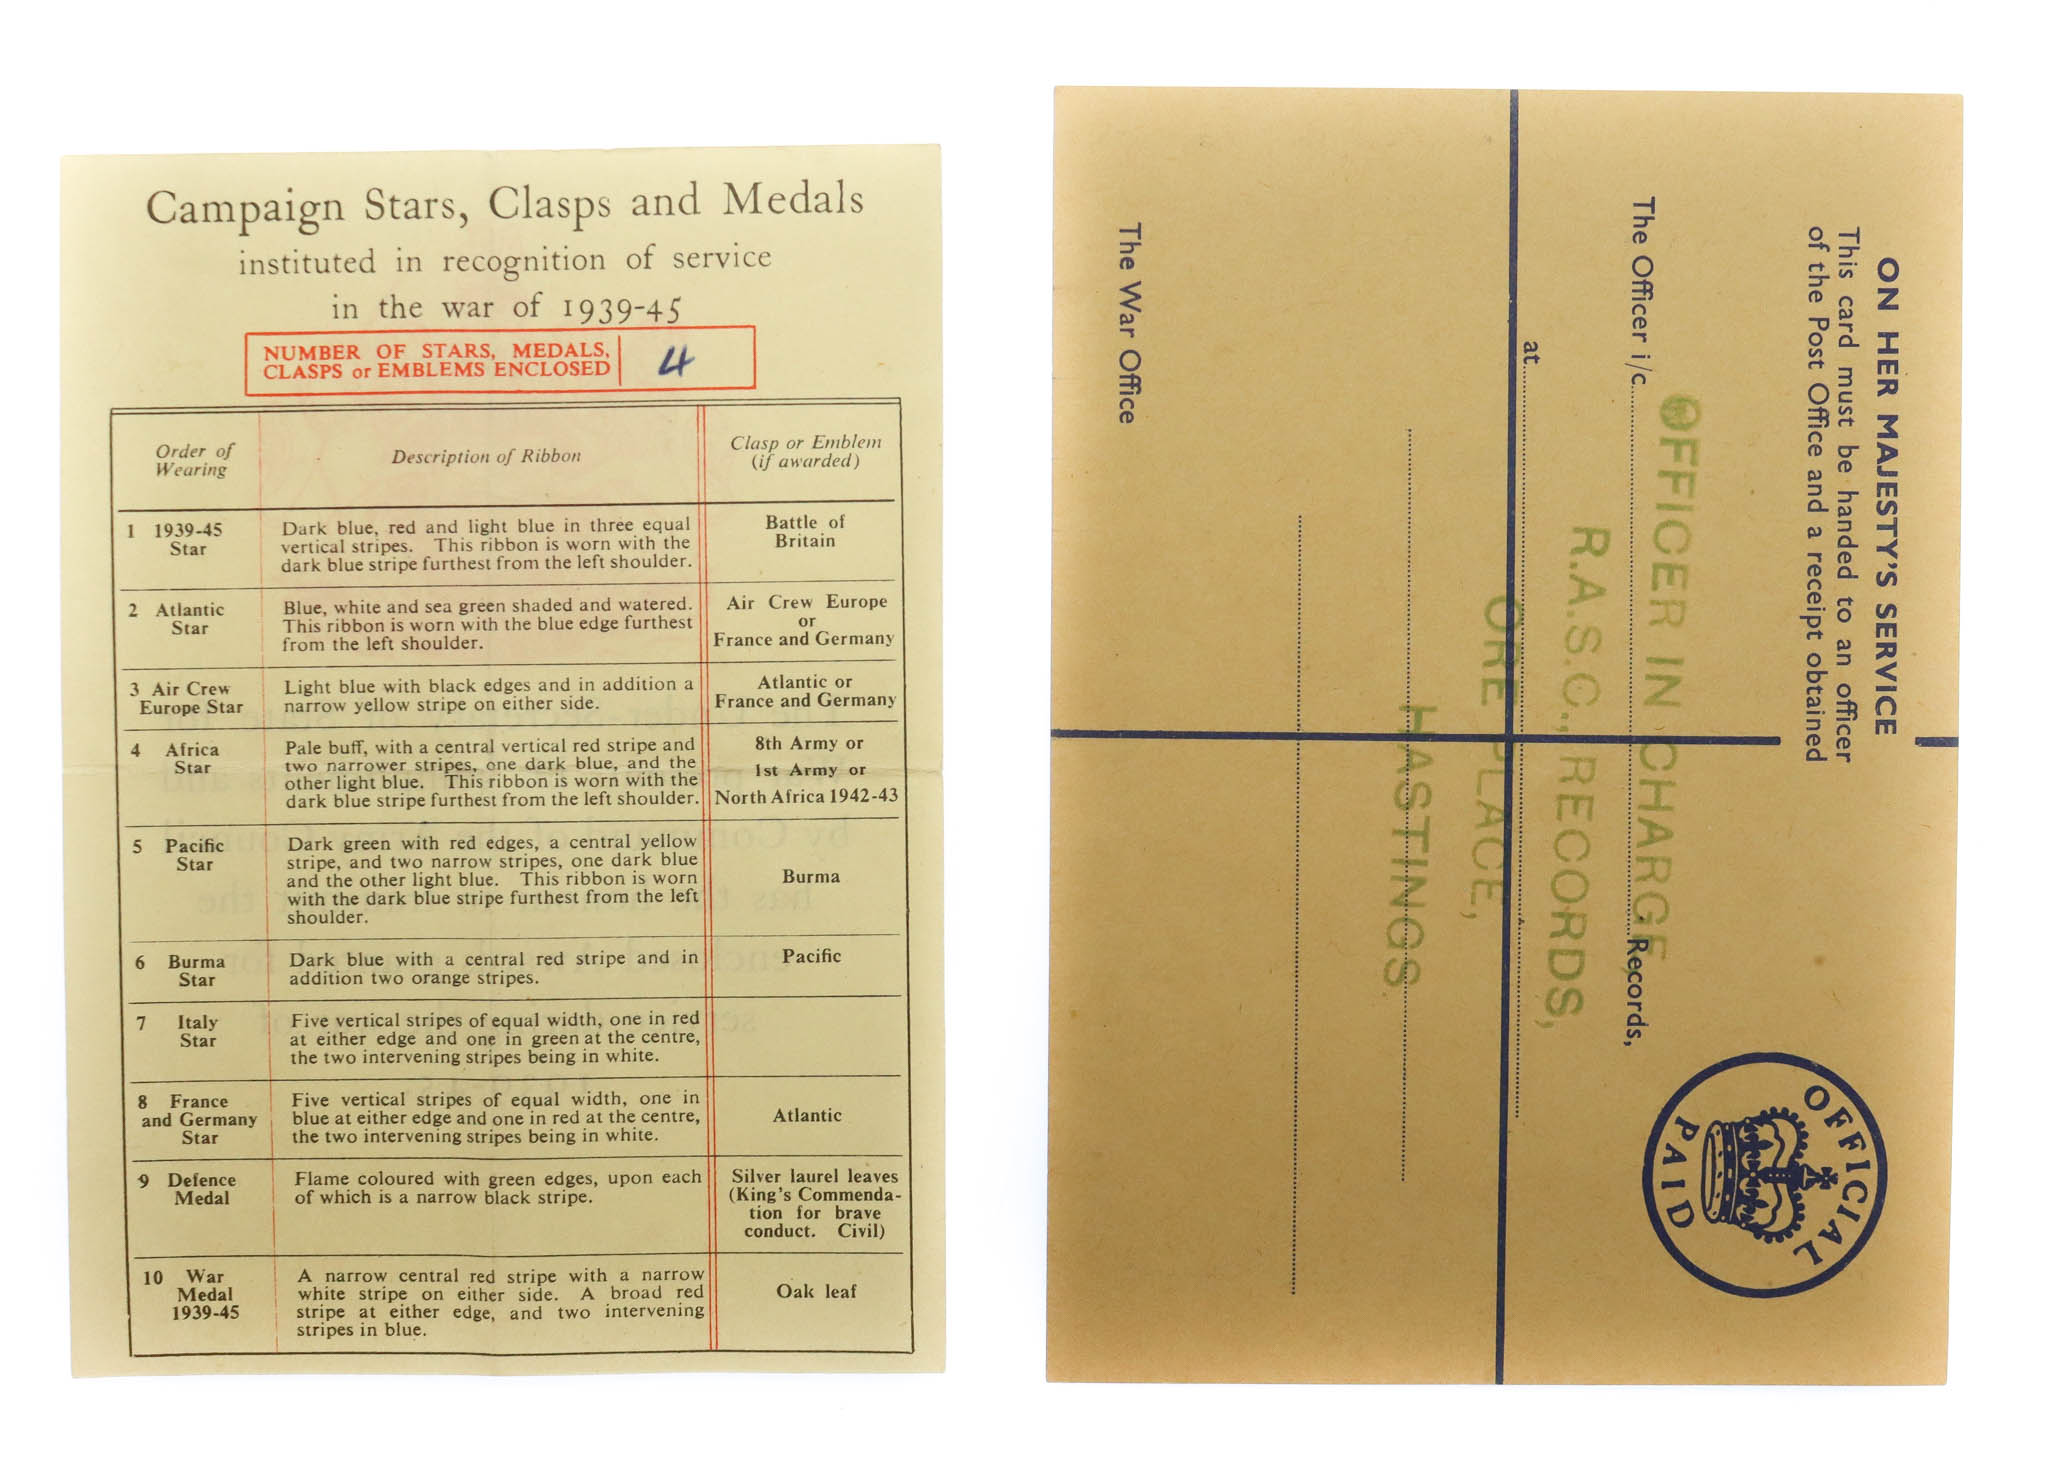 Campaign Stars, Clasps and Medals
instituted in recognition of service
in the war of 1939-45
NUMBER OF STARS, MEDALS,
CLASPS or EMBLEMS ENCLOSED
4
Order of
Wearing
Description of Ribbon
Clasp or Emblem
(if awarded)
1 1939-45
Star
Dark blue, red and light blue in three equal
vertical stripes. This ribbon is worn with the
dark blue stripe furthest from the left shoulder.
Battle of
Britain
2 Atlantic
Star
Blue, white and sea green shaded and watered.
This ribbon is worn with the blue edge furthest
from the left shoulder.
Air Crew Europe
or
France and Germany
3 Air Crew
Europe Star
Light blue with black edges and in addition a
narrow yellow stripe on either side.
Atlantic or
France and Germany
4 Africa
Star
Pale buff, with a central vertical red stripe and
two narrower stripes, one dark blue, and the
other light blue. This ribbon is worn with the
dark blue stripe furthest from the left shoulder.
8th Army or
1st Army or
North Africa 1942-43
5 Pacific
Star
Dark green with red edges, a central yellow
stripe, and two narrow stripes, one dark blue
and the other light blue. This ribbon is worn
with the dark blue stripe furthest from the left
shoulder.
Burma
6 Burma
Star
Dark blue with a central red stripe and in
addition two orange stripes.
Pacific
7 Italy
Star
Five vertical stripes of equal width, one in red
at either edge and one in green at the centre,
the two intervening stripes being in white.
8 France
and Germany
Star
Five vertical stripes of equal width, one in
blue at either edge and one in red at the centre,
the two intervening stripes being in white.
Atlantic
9 Defence
Medal
Flame coloured with green edges, upon each
of which is a narrow black stripe.
Silver laurel leaves
(King's Commenda-
tion for brave
conduct. Civil)
10 War
Medal
1939-45
A narrow central red stripe with a narrow
white stripe on either side. A broad red
stripe at either edge, and two intervening
stripes in blue.
Oak leaf
ON HER MAJESTY'S SERVICE
This card must be handed to an officer
of the Post Office and a receipt obtained
OFFICIAL
PAID
OFFICER IN CHARGE
The Officer i/c Records,
R.A.S.C., RECORDS,
at
ORE PLACE,
HASTINGS
The War Office